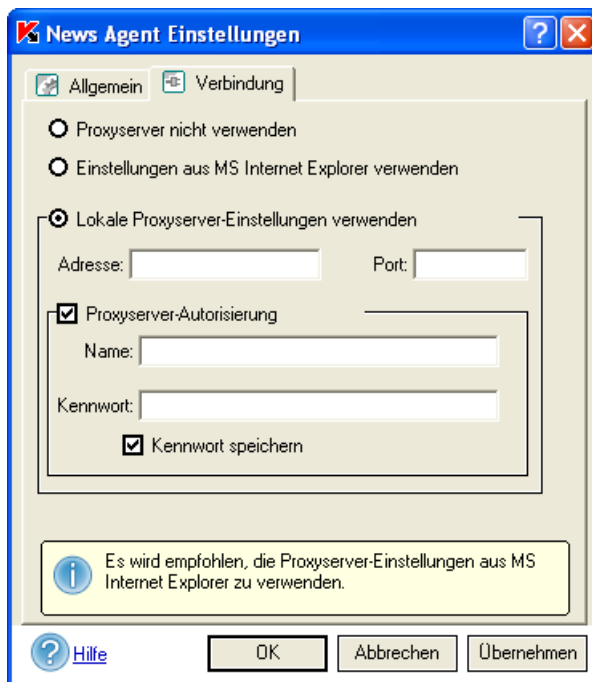 News Agent Einstellungen
Allgemein
Verbindung
Proxyserver nicht verwenden
Einstellungen aus MS Internet Explorer verwenden
Lokale Proxyserver-Einstellungen verwenden
Adresse: Port:
Proxyserver-Autorisierung
Name:
Kennwort:
Kennwort speichern
Es wird empfohlen, die Proxyserver-Einstellungen aus MS
Internet Explorer zu verwenden.
Hilfe OK Abbrechen Übernehmen